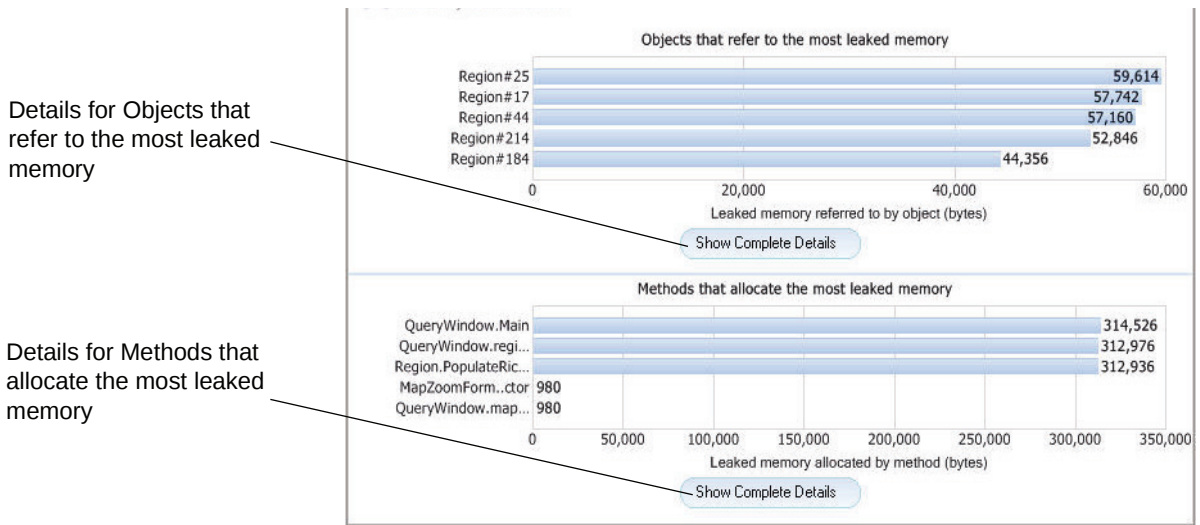 Objects that refer to the most leaked memory
Region#25
59,614
Region#17
57,742
Region#44
57,160
Region#214
52,846
Region#184
44,356
0
20,000
40,000
60,000
Leaked memory referred to by object (bytes)
Show Complete Details
Details for Objects that
refer to the most leaked
memory
Methods that allocate the most leaked memory
QueryWindow.Main
314,526
QueryWindow.regi...
312,976
Region.PopulateRic...
312,936
MapZoomForm..ctor
980
QueryWindow.map...
980
0
50,000
100,000
150,000
200,000
250,000
300,000
350,000
Leaked memory allocated by method (bytes)
Show Complete Details
Details for Methods that
allocate the most leaked
memory